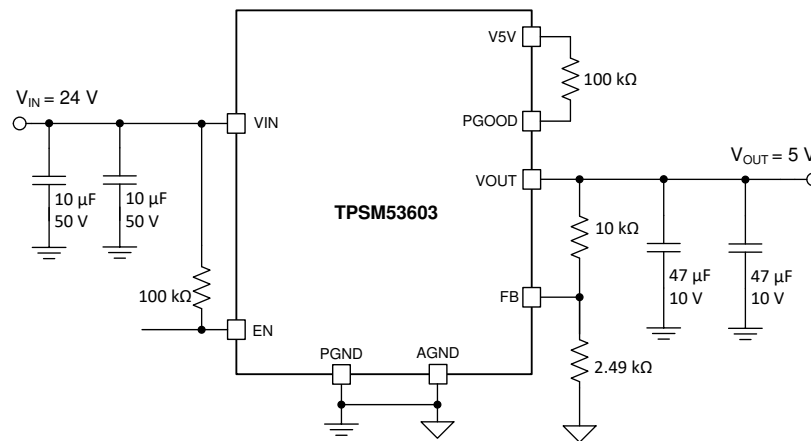 V5V
100 kΩ
V_IN = 24 V
VIN
PGOOD
VOUT
V_OUT = 5 V
10 µF
50 V
10 µF
50 V
TPSM53603
10 kΩ
47 µF
10 V
47 µF
10 V
100 kΩ
FB
EN
PGND
AGND
2.49 kΩ